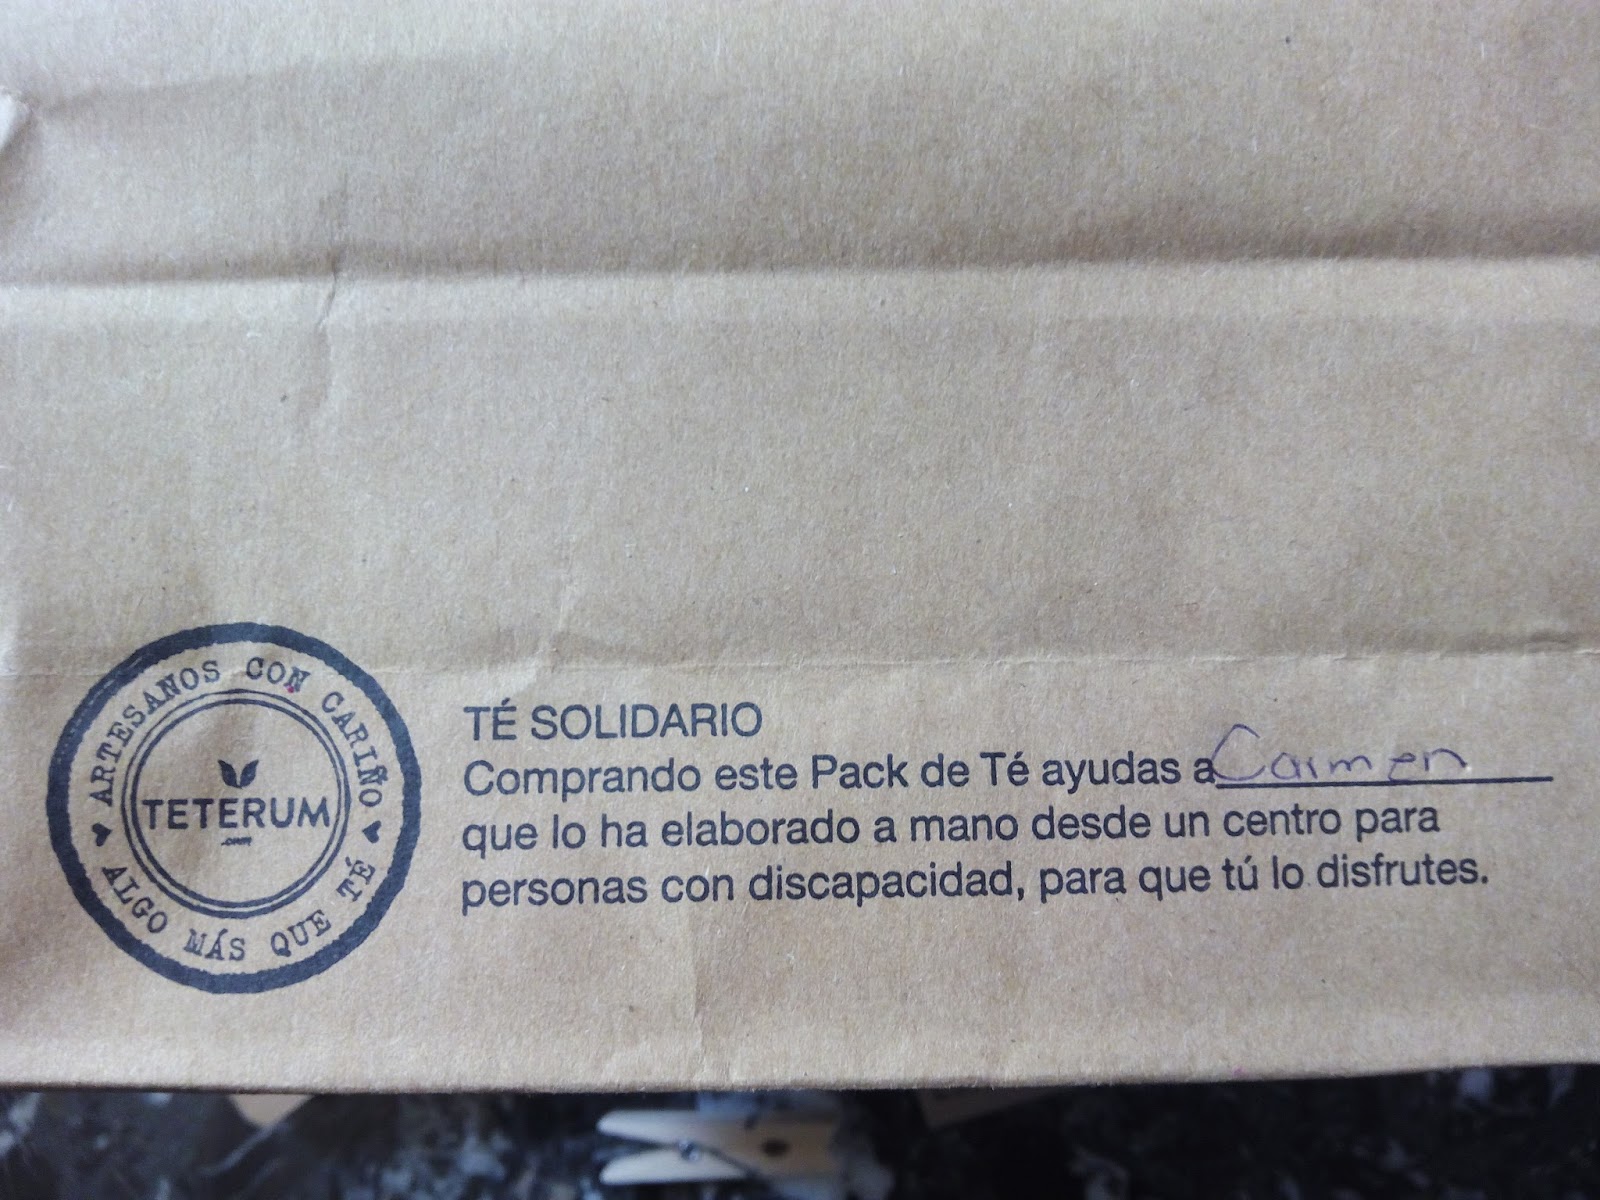 ARTESANOS CON CARIÑO
TETERUM
.com
ALGO MÁS QUE TÉ
TÉ SOLIDARIO
Comprando este Pack de Té ayudas a Carmen
que lo ha elaborado a mano desde un centro para
personas con discapacidad, para que tú lo disfrutes.